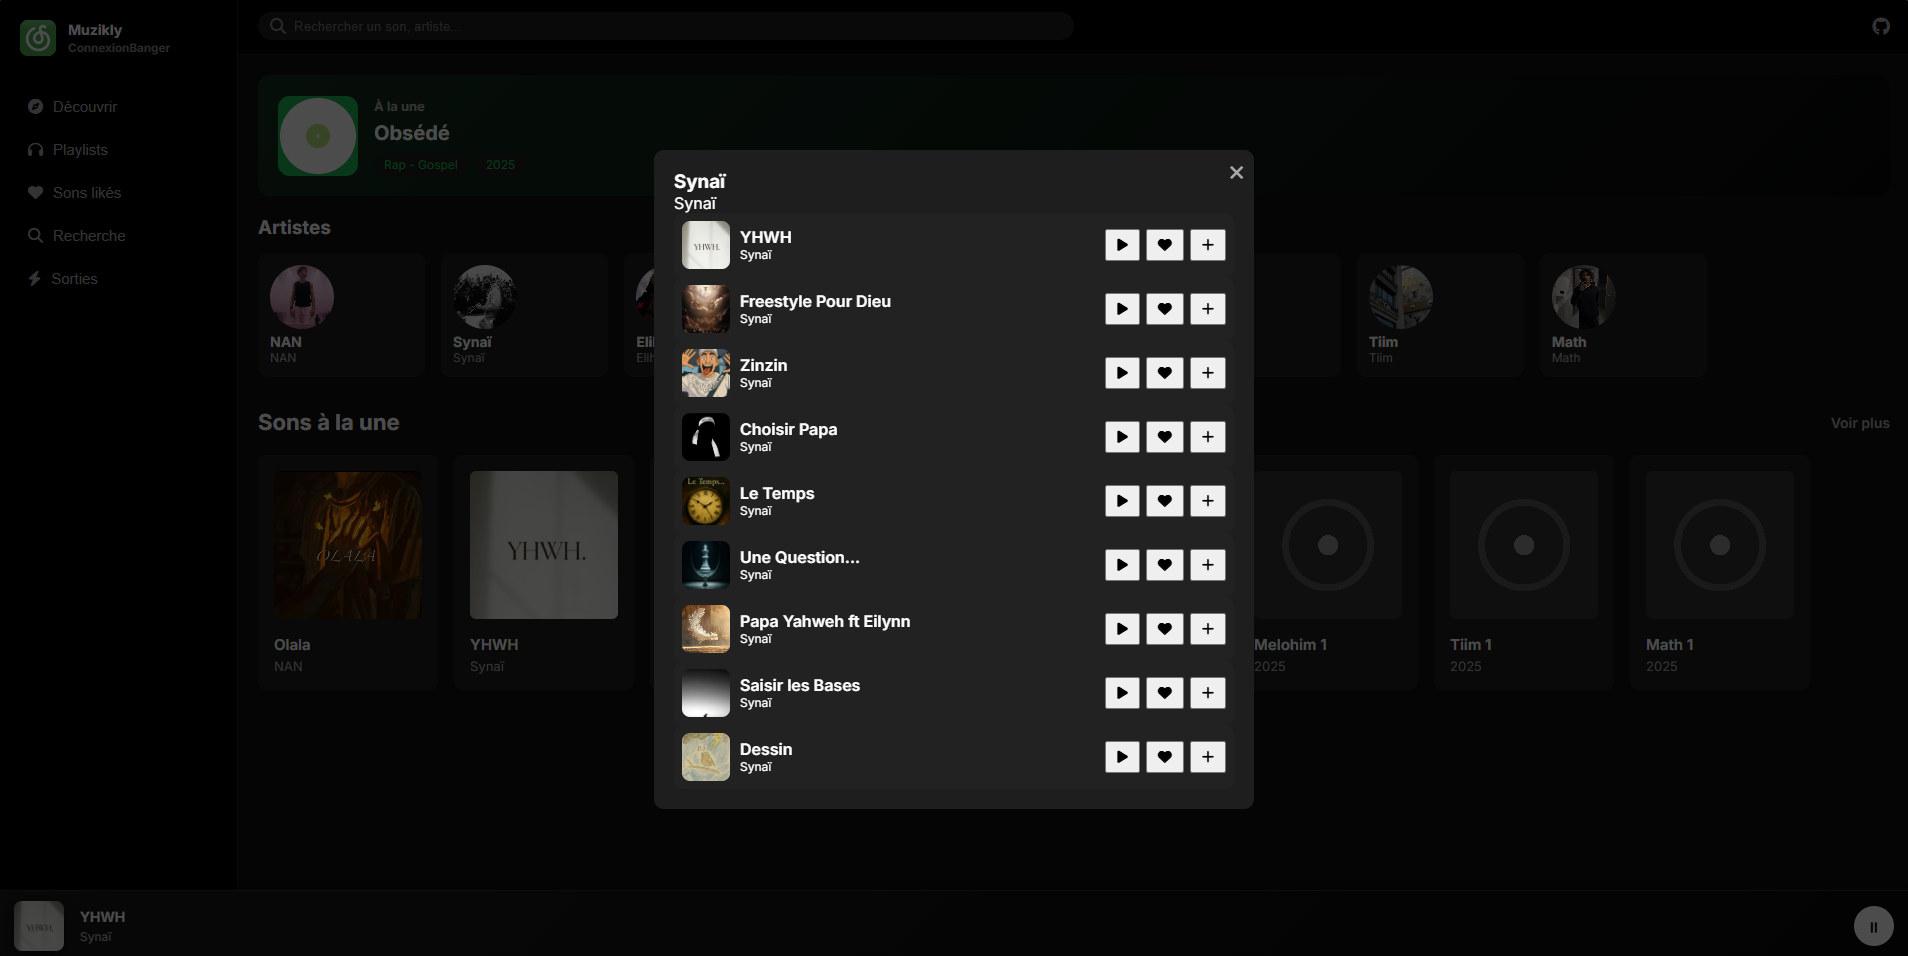 Muzikly
ConnexionBanger
Rechercher un son, artiste...
Découvrir
Playlists
Sons likés
Recherche
Sorties
À la une
Obsédé
Rap - Gospel 2025
Artistes
NAN
NAN
Synaï
Synaï
Tiim
Tiim
Math
Math
Sons à la une
Voir plus
OLALA
Olala
NAN
YHWH.
YHWH
Synaï
Melohim 1
2025
Tiim 1
2025
Math 1
2025
Synaï
Synaï
YHWH.
YHWH
Synaï
Freestyle Pour Dieu
Synaï
Zinzin
Synaï
Choisir Papa
Synaï
Le Temps...
Le Temps
Synaï
Une Question...
Synaï
Papa Yahweh ft Eilynn
Synaï
Saisir les Bases
Synaï
Dessin
Synaï
YHWH.
YHWH
Synaï